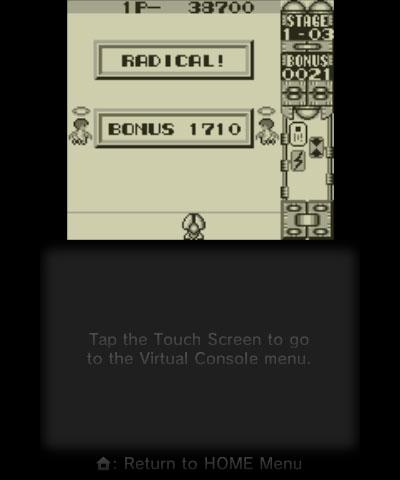 1P- 38700
STAGE
1-03
RADICAL!
BONUS
0021
BONUS 1710
Tap the Touch Screen to go
to the Virtual Console menu.
: Return to HOME Menu